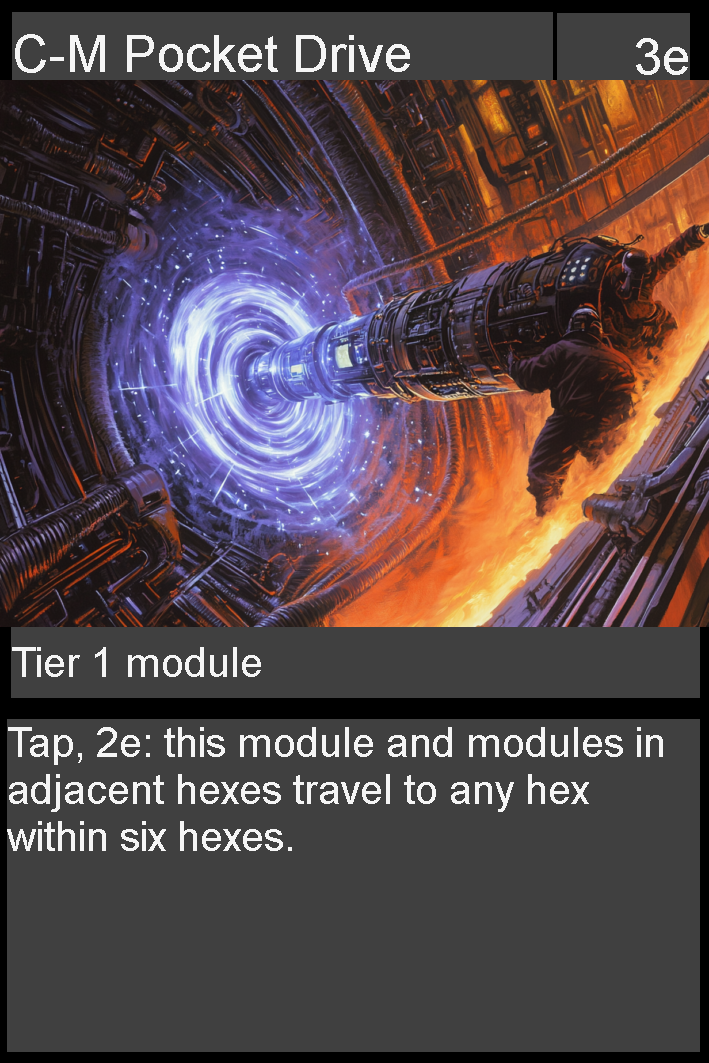 C-M Pocket Drive 3e
Tier 1 module
Tap, 2e: this module and modules in
adjacent hexes travel to any hex
within six hexes.